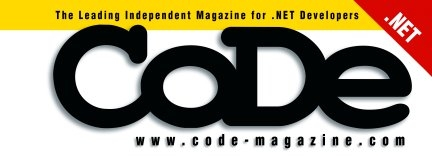 The Leading Independent Magazine for .NET Developers
.NET
CoDe
www.code-magazine.com